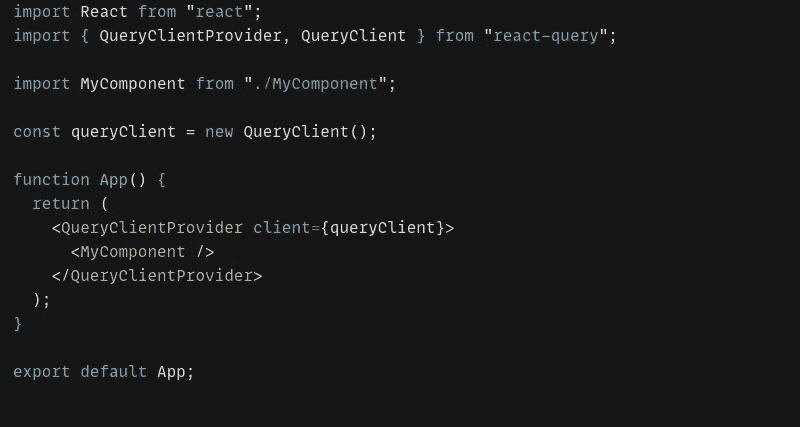 import React from "react";
import { QueryClientProvider, QueryClient } from "react-query";
import MyComponent from "./MyComponent";
const queryClient = new QueryClient();
function App() {
  return (
    <QueryClientProvider client={queryClient}>
      <MyComponent />
    </QueryClientProvider>
  );
}
export default App;